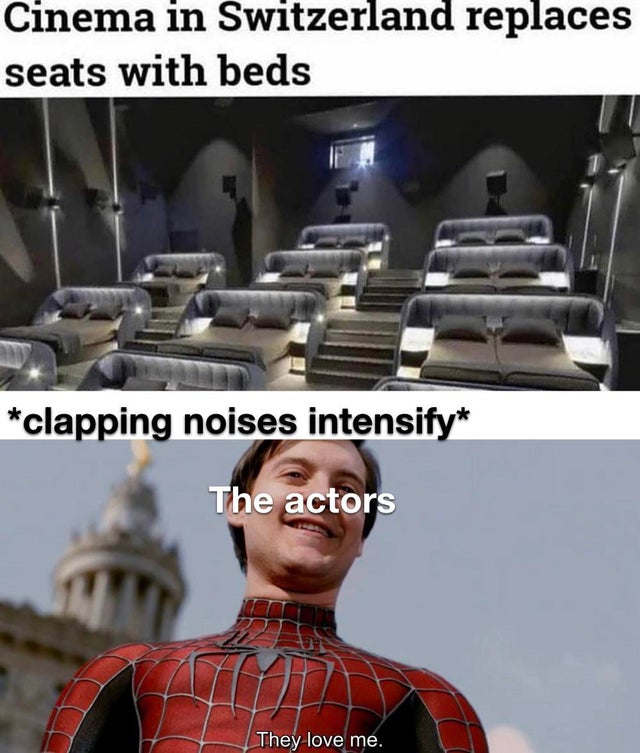 Cinema in Switzerland replaces
seats with beds
*clapping noises intensify*
The actors
They love me.